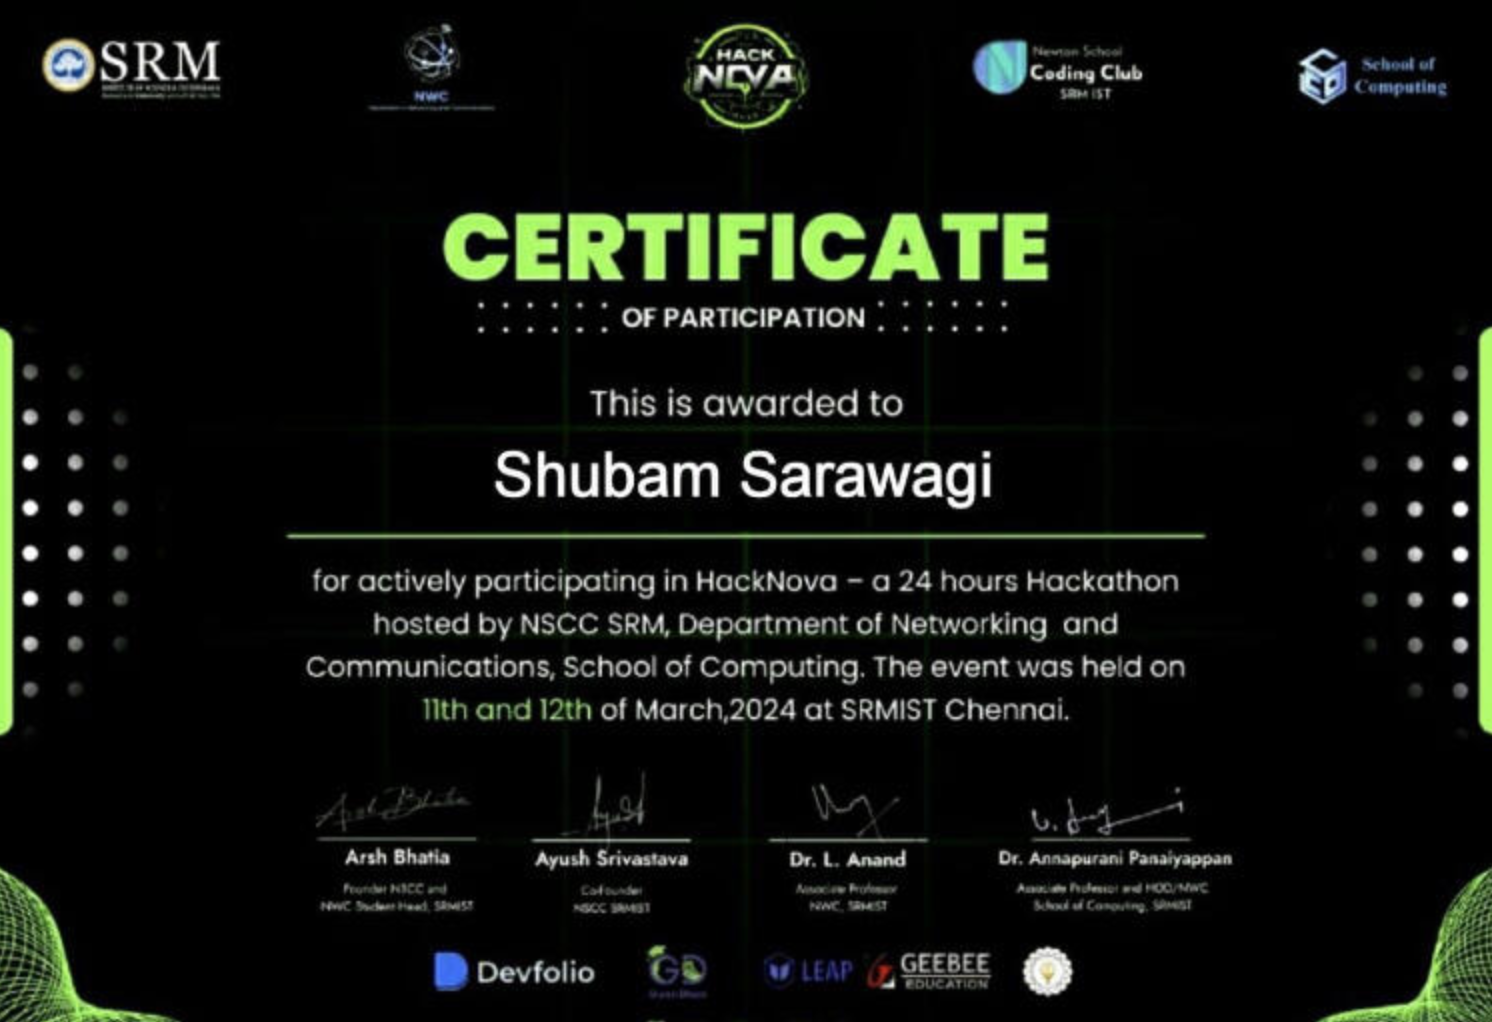 SRM
NWC
HACK
NOVA
Newton School
Coding Club
SRM IST
School of
Computing
CERTIFICATE
OF PARTICIPATION
This is awarded to
Shubam Sarawagi
for actively participating in HackNova – a 24 hours Hackathon
hosted by NSCC SRM, Department of Networking and
Communications, School of Computing. The event was held on
11th and 12th of March,2024 at SRMIST Chennai.
Arsh Bhatia
Ayush Srivastava
Dr. L. Anand
Dr. Annapurani Panaiyappan
Founder NSCC and
NWC Student Head, SRMIST
Co-Founder
NSCC SRMIST
Associate Professor
NWC, SRMIST
Associate Professor and HOD/NWC
School of Computing, SRMIST
Devfolio
GD
LEAP
GEEBEE
EDUCATION